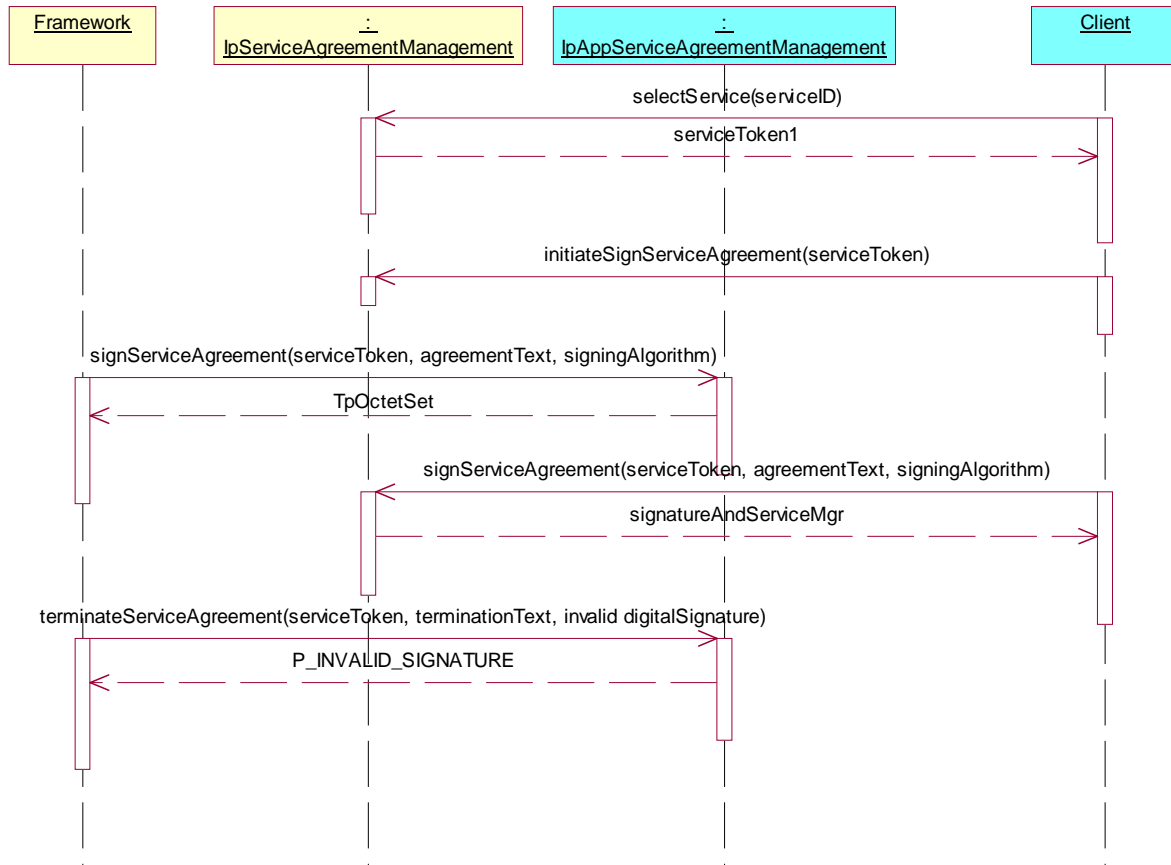 Framework
:
IpServiceAgreementManagement
:
IpAppServiceAgreementManagement
Client
selectService(serviceID)
serviceToken1
initiateSignServiceAgreement(serviceToken)
signServiceAgreement(serviceToken, agreementText, signingAlgorithm)
TpOctetSet
signServiceAgreement(serviceToken, agreementText, signingAlgorithm)
signatureAndServiceMgr
terminateServiceAgreement(serviceToken, terminationText, invalid digitalSignature)
P_INVALID_SIGNATURE